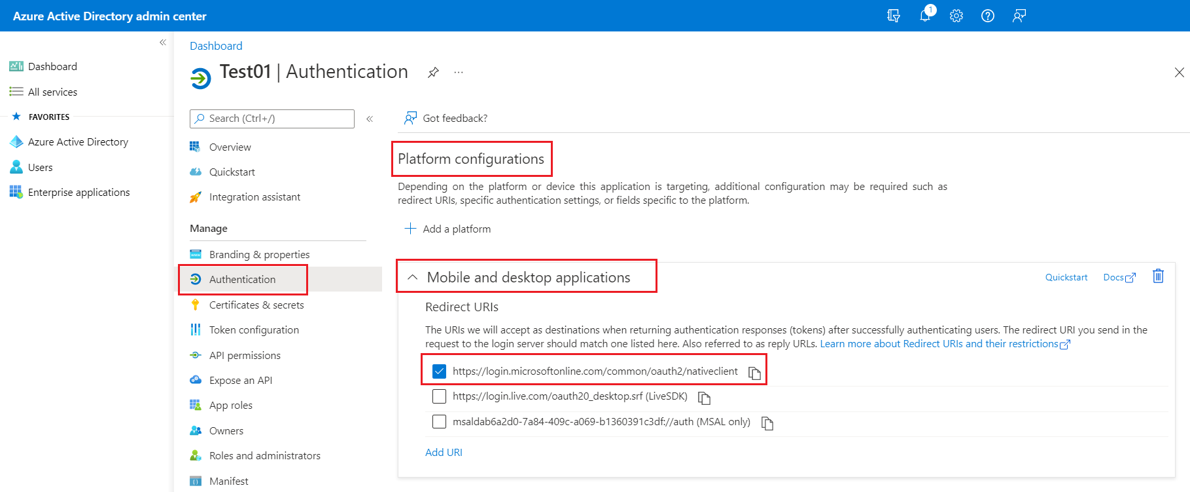 Azure Active Directory admin center
1
«
Dashboard
All services
FAVORITES
Azure Active Directory
Users
Enterprise applications
Dashboard
Test01 | Authentication
...
Search (Ctrl+/)
«
Overview
Quickstart
Integration assistant
Manage
Branding & properties
Authentication
Certificates & secrets
Token configuration
API permissions
Expose an API
App roles
Owners
Roles and administrators
Manifest
Got feedback?
Platform configurations
Depending on the platform or device this application is targeting, additional configuration may be required such as
redirect URIs, specific authentication settings, or fields specific to the platform.
Add a platform
Mobile and desktop applications
Quickstart
Docs
Redirect URIs
The URIs we will accept as destinations when returning authentication responses (tokens) after successfully authenticating users. The redirect URI you send in the
request to the login server should match one listed here. Also referred to as reply URLs. Learn more about Redirect URIs and their restrictions
https://login.microsoftonline.com/common/oauth2/nativeclient
https://login.live.com/oauth20_desktop.srf (LiveSDK)
msaldab6a2d0-7a84-409c-a069-b1360391c3df://auth (MSAL only)
Add URI